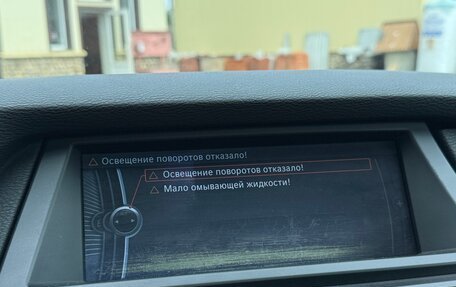 Освещение поворотов отказало!
Освещение поворотов отказало!
Мало омывающей жидкости!